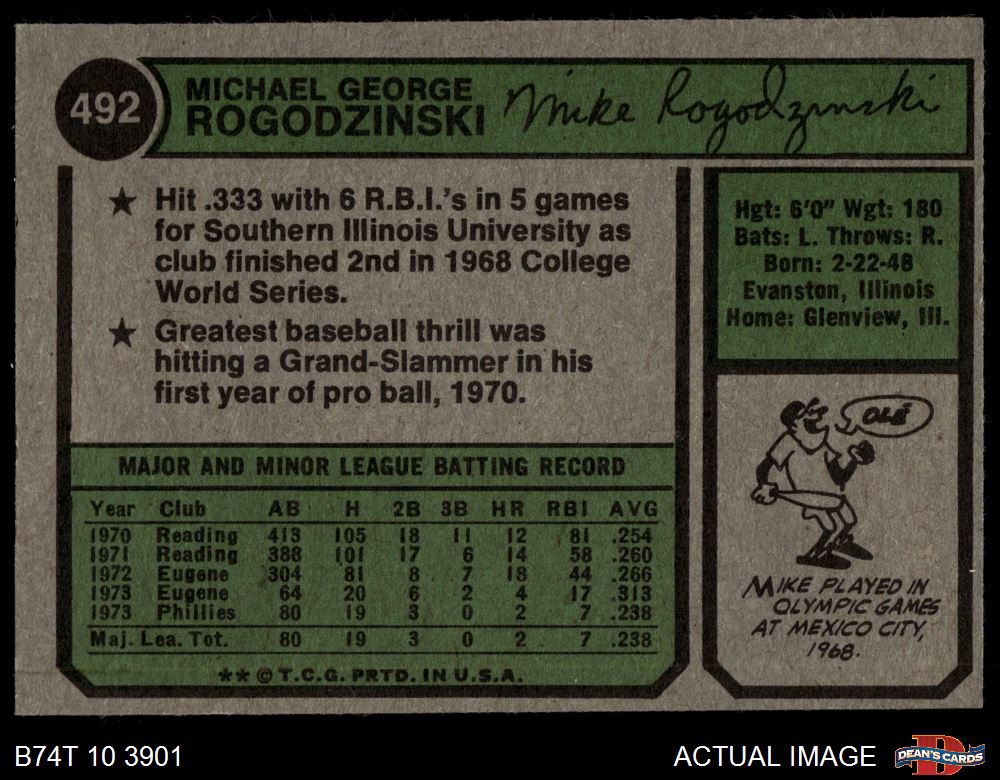 492
MICHAEL GEORGE
ROGODZINSKI
Mike Rogodzinski
★ Hit .333 with 6 R.B.I.'s in 5 games
for Southern Illinois University as
club finished 2nd in 1968 College
World Series.
★ Greatest baseball thrill was
hitting a Grand-Slammer in his
first year of pro ball, 1970.
Hgt: 6'0" Wgt: 180
Bats: L. Throws: R.
Born: 2-22-48
Evanston, Illinois
Home: Glenview, Ill.
MAJOR AND MINOR LEAGUE BATTING RECORD
Year Club AB H 2B 3B HR RBI AVG
1970 Reading 413 105 18 11 12 81 .254
1971 Reading 388 101 17 6 14 58 .260
1972 Eugene 304 81 8 7 18 44 .266
1973 Eugene 64 20 6 2 4 17 .313
1973 Phillies 80 19 3 0 2 7 .238
Maj. Lea. Tot. 80 19 3 0 2 7 .238
** © T.C.G. PRTD. IN U.S.A.
OLÉ
MIKE PLAYED IN
OLYMPIC GAMES
AT MEXICO CITY,
1968.
B74T 10 3901
ACTUAL IMAGE
D
DEAN'S CARDS